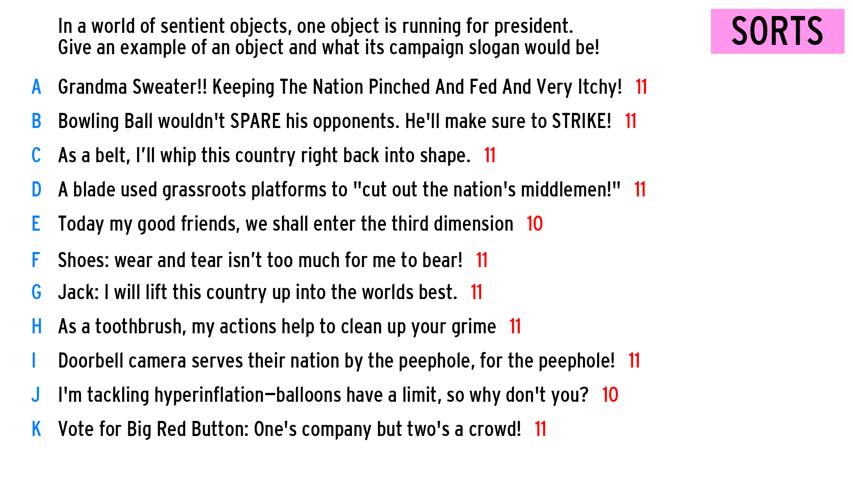 In a world of sentient objects, one object is running for president.
Give an example of an object and what its campaign slogan would be!
SORTS
A Grandma Sweater!! Keeping The Nation Pinched And Fed And Very Itchy! 11
B Bowling Ball wouldn't SPARE his opponents. He'll make sure to STRIKE! 11
C As a belt, I’ll whip this country right back into shape. 11
D A blade used grassroots platforms to "cut out the nation's middlemen!" 11
E Today my good friends, we shall enter the third dimension 10
F Shoes: wear and tear isn’t too much for me to bear! 11
G Jack: I will lift this country up into the worlds best. 11
H As a toothbrush, my actions help to clean up your grime 11
I Doorbell camera serves their nation by the peephole, for the peephole! 11
J I'm tackling hyperinflation—balloons have a limit, so why don't you? 10
K Vote for Big Red Button: One's company but two's a crowd! 11